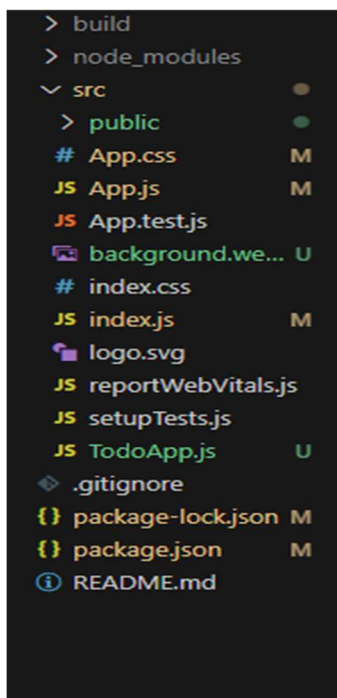 > build
> node_modules
src
> public
# App.css M
JS App.js M
JS App.test.js
background.we... U
# index.css
JS index.js M
logo.svg
JS reportWebVitals.js
JS setupTests.js
JS TodoApp.js U
.gitignore
{} package-lock.json M
{} package.json M
README.md